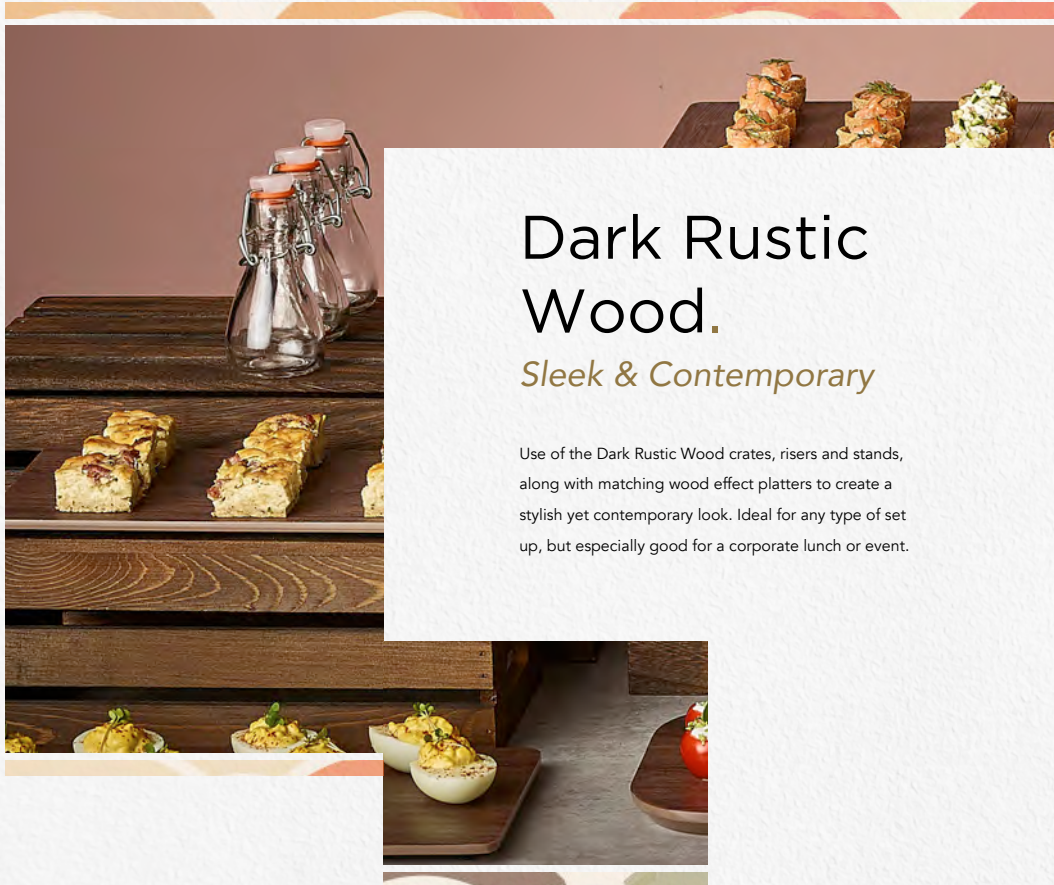 Dark Rustic
Wood.
Sleek & Contemporary
Use of the Dark Rustic Wood crates, risers and stands,
along with matching wood effect platters to create a
stylish yet contemporary look. Ideal for any type of set
up, but especially good for a corporate lunch or event.